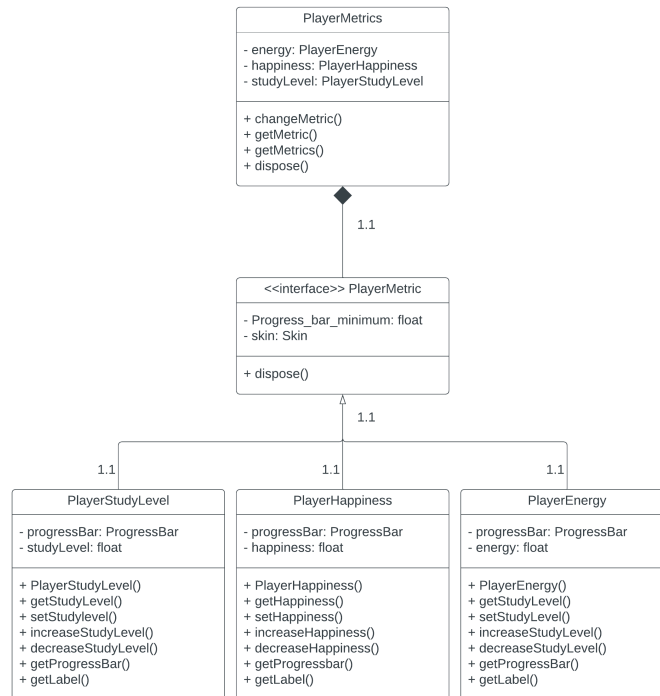 PlayerMetrics
- energy: PlayerEnergy
- happiness: PlayerHappiness
- studyLevel: PlayerStudyLevel
+ changeMetric()
+ getMetric()
+ getMetrics()
+ dispose()
1.1
<<interface>> PlayerMetric
- Progress_bar_minimum: float
- skin: Skin
+ dispose()
1.1
1.1
1.1
1.1
PlayerStudyLevel
- progressBar: ProgressBar
- studyLevel: float
+ PlayerStudyLevel()
+ getStudyLevel()
+ setStudylevel()
+ increaseStudyLevel()
+ decreaseStudyLevel()
+ getProgressBar()
+ getLabel()
PlayerHappiness
- progressBar: ProgressBar
- happiness: float
+ PlayerHappiness()
+ getHappiness()
+ setHappiness()
+ increaseHappiness()
+ decreaseHappiness()
+ getProgressbar()
+ getLabel()
PlayerEnergy
- progressBar: ProgressBar
- energy: float
+ PlayerEnergy()
+ getStudyLevel()
+ setStudyLevel()
+ increaseStudyLevel()
+ decreaseStudyLevel()
+ getProgressBar()
+ getLabel()